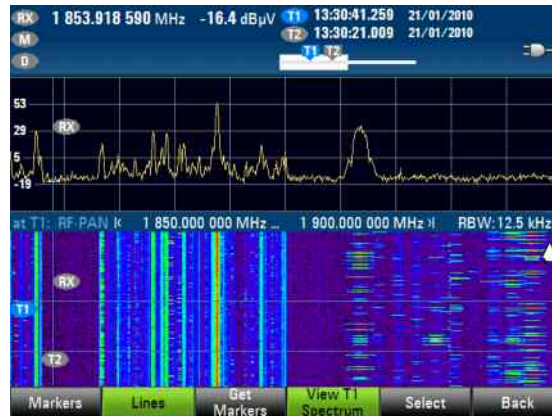 RX 1 853.918 590 MHz -16.4 dBµV T1 13:30:41.259 21/01/2010
M T2 13:30:21.009 21/01/2010
D
T1 T2
53
29
RX
5
-19
at T1: RF-PAN 1 850.000 000 MHz ... 1 900.000 000 MHz RBW: 12.5 kHz
RX
T1
T2
Markers Lines Get Markers View T1 Spectrum Select Back